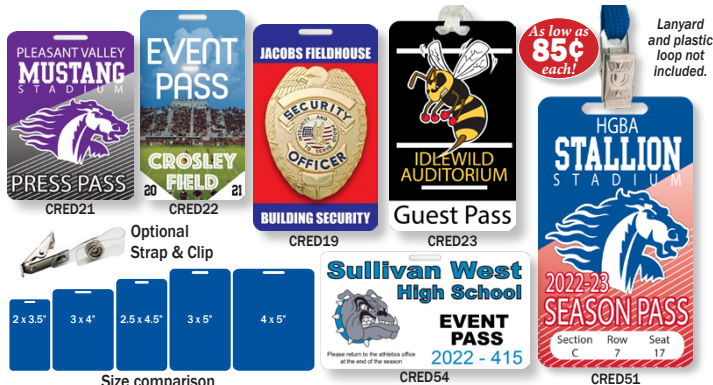 PLEASANT VALLEY
MUSTANG
STADIUM
PRESS PASS
CRED21
EVENT
PASS
CROSLEY
FIELD
20 21
CRED22
JACOBS FIELDHOUSE
SECURITY
OFFICER
BUILDING SECURITY
CRED19
IDLEWILD
AUDITORIUM
Guest Pass
CRED23
As low as
85¢
each!
Lanyard
and plastic
loop not
included.
HGBA
STALLION
STADIUM
2022-23
SEASON PASS
Section Row Seat
C 7 17
CRED51
Optional
Strap & Clip
2 x 3.5"
3 x 4"
2.5 x 4.5"
3 x 5"
4 x 5"
Size comparison
Sullivan West
High School
EVENT
PASS
2022 - 415
Please return to the athletics office
at the end of the season
CRED54